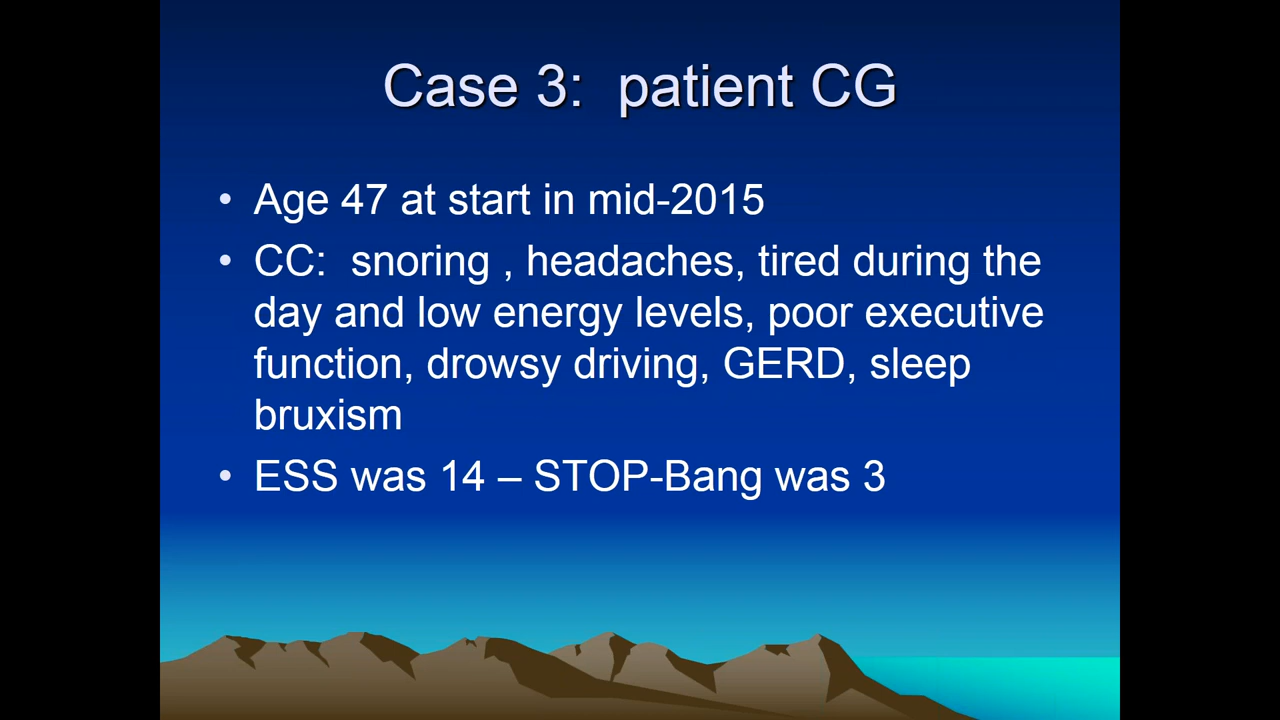 Case 3:  patient CG
• Age 47 at start in mid-2015
• CC:  snoring , headaches, tired during the
day and low energy levels, poor executive
function, drowsy driving, GERD, sleep
bruxism
• ESS was 14 – STOP-Bang was 3